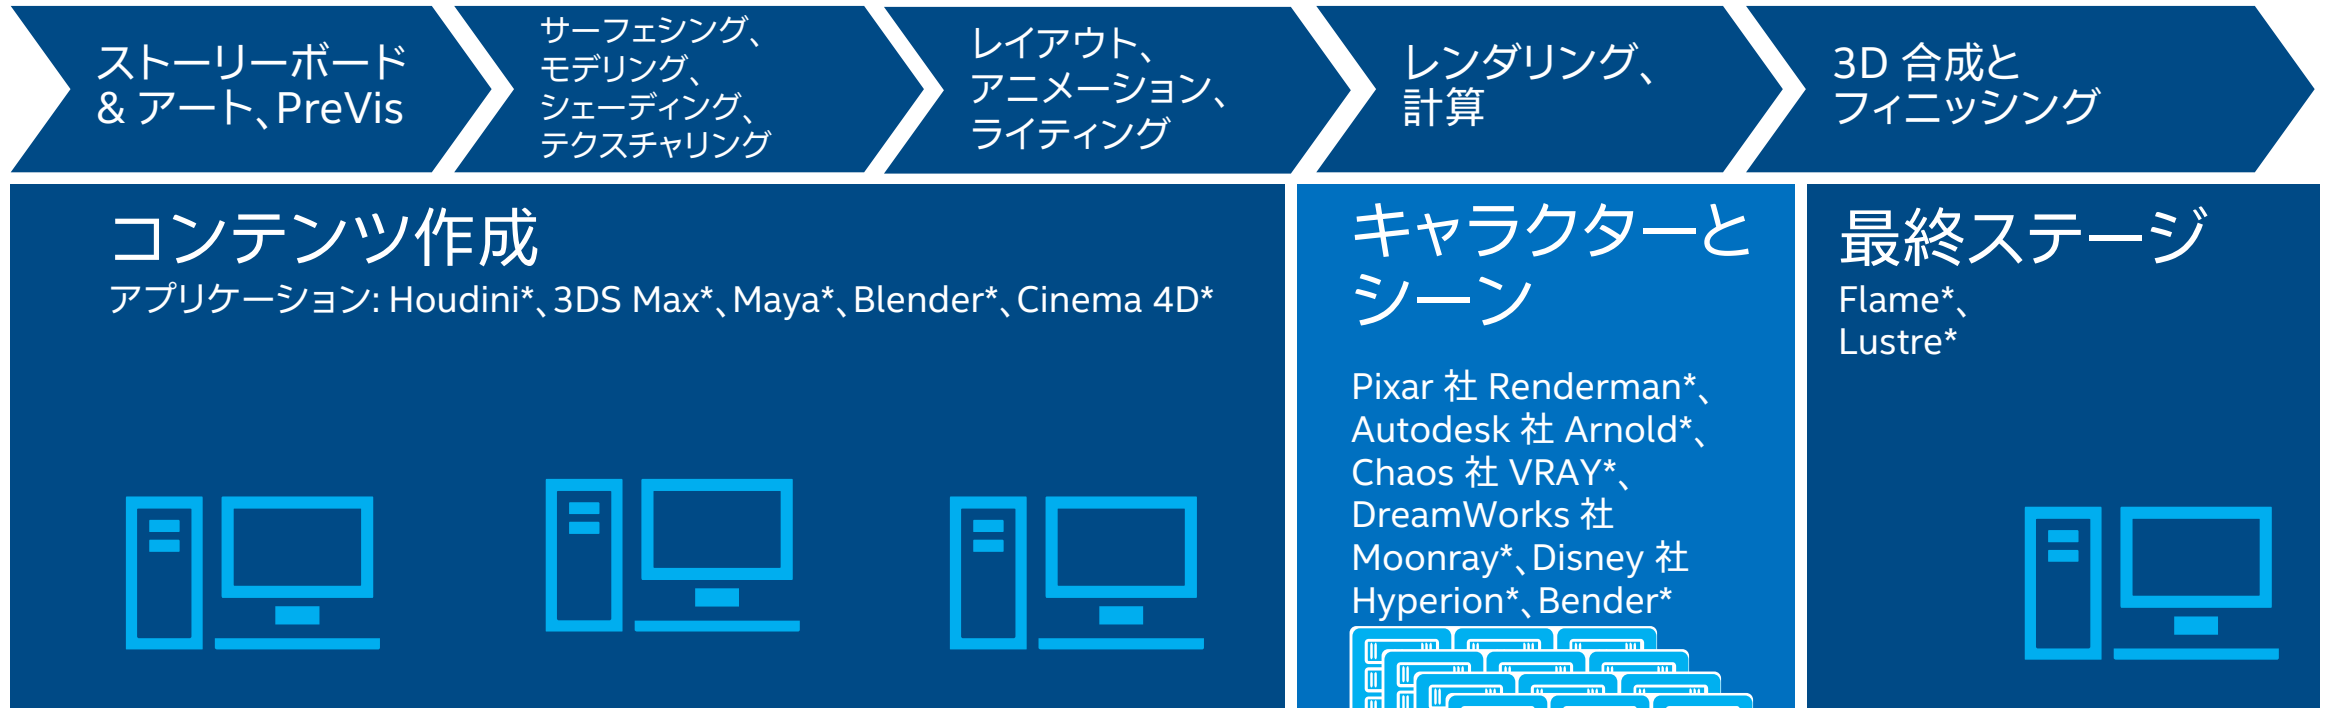 ストーリーボード
& アート、PreVis
サーフェシング、
モデリング、
シェーディング、
テクスチャリング
レイアウト、
アニメーション、
ライティング
レンダリング、
計算
3D 合成と
フィニッシング
コンテンツ作成
アプリケーション: Houdini*、3DS Max*、Maya*、Blender*、Cinema 4D*
キャラクターと
シーン
Pixar 社 Renderman*、
Autodesk 社 Arnold*、
Chaos 社 VRAY*、
DreamWorks 社
Moonray*、Disney 社
Hyperion*、Bender*
最終ステージ
Flame*、
Lustre*